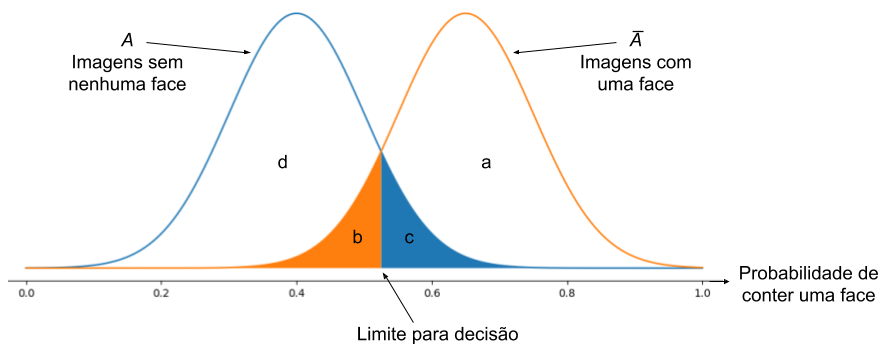 A
Imagens sem
nenhuma face
A̅
Imagens com
uma face
d
a
b
c
0.0
0.2
0.4
0.6
0.8
1.0
Probabilidade de
conter uma face
Limite para decisão